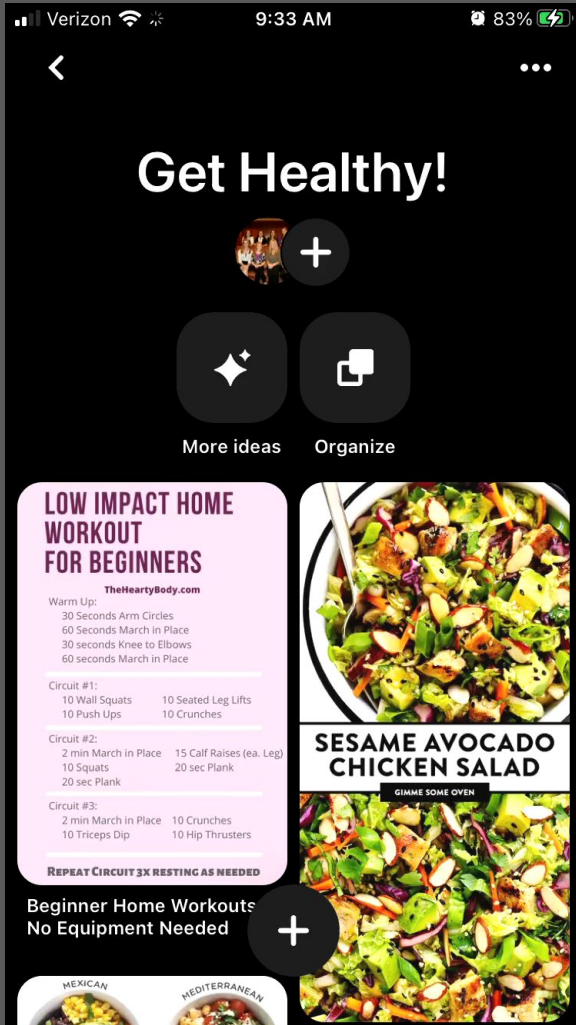 Verizon
9:33 AM
83%
Get Healthy!
More ideas
Organize
LOW IMPACT HOME
WORKOUT
FOR BEGINNERS
TheHeartyBody.com
Warm Up:
30 Seconds Arm Circles
60 Seconds March in Place
30 seconds Knee to Elbows
60 seconds March in Place
Circuit #1:
10 Wall Squats 10 Seated Leg Lifts
10 Push Ups 10 Crunches
Circuit #2:
2 min March in Place 15 Calf Raises (ea. Leg)
10 Squats 20 sec Plank
20 sec Plank
Circuit #3:
2 min March in Place 10 Crunches
10 Triceps Dip 10 Hip Thrusters
REPEAT CIRCUIT 3X RESTING AS NEEDED
Beginner Home Workouts
No Equipment Needed
SESAME AVOCADO
CHICKEN SALAD
GIMME SOME OVEN
MEXICAN
MEDITERRANEAN